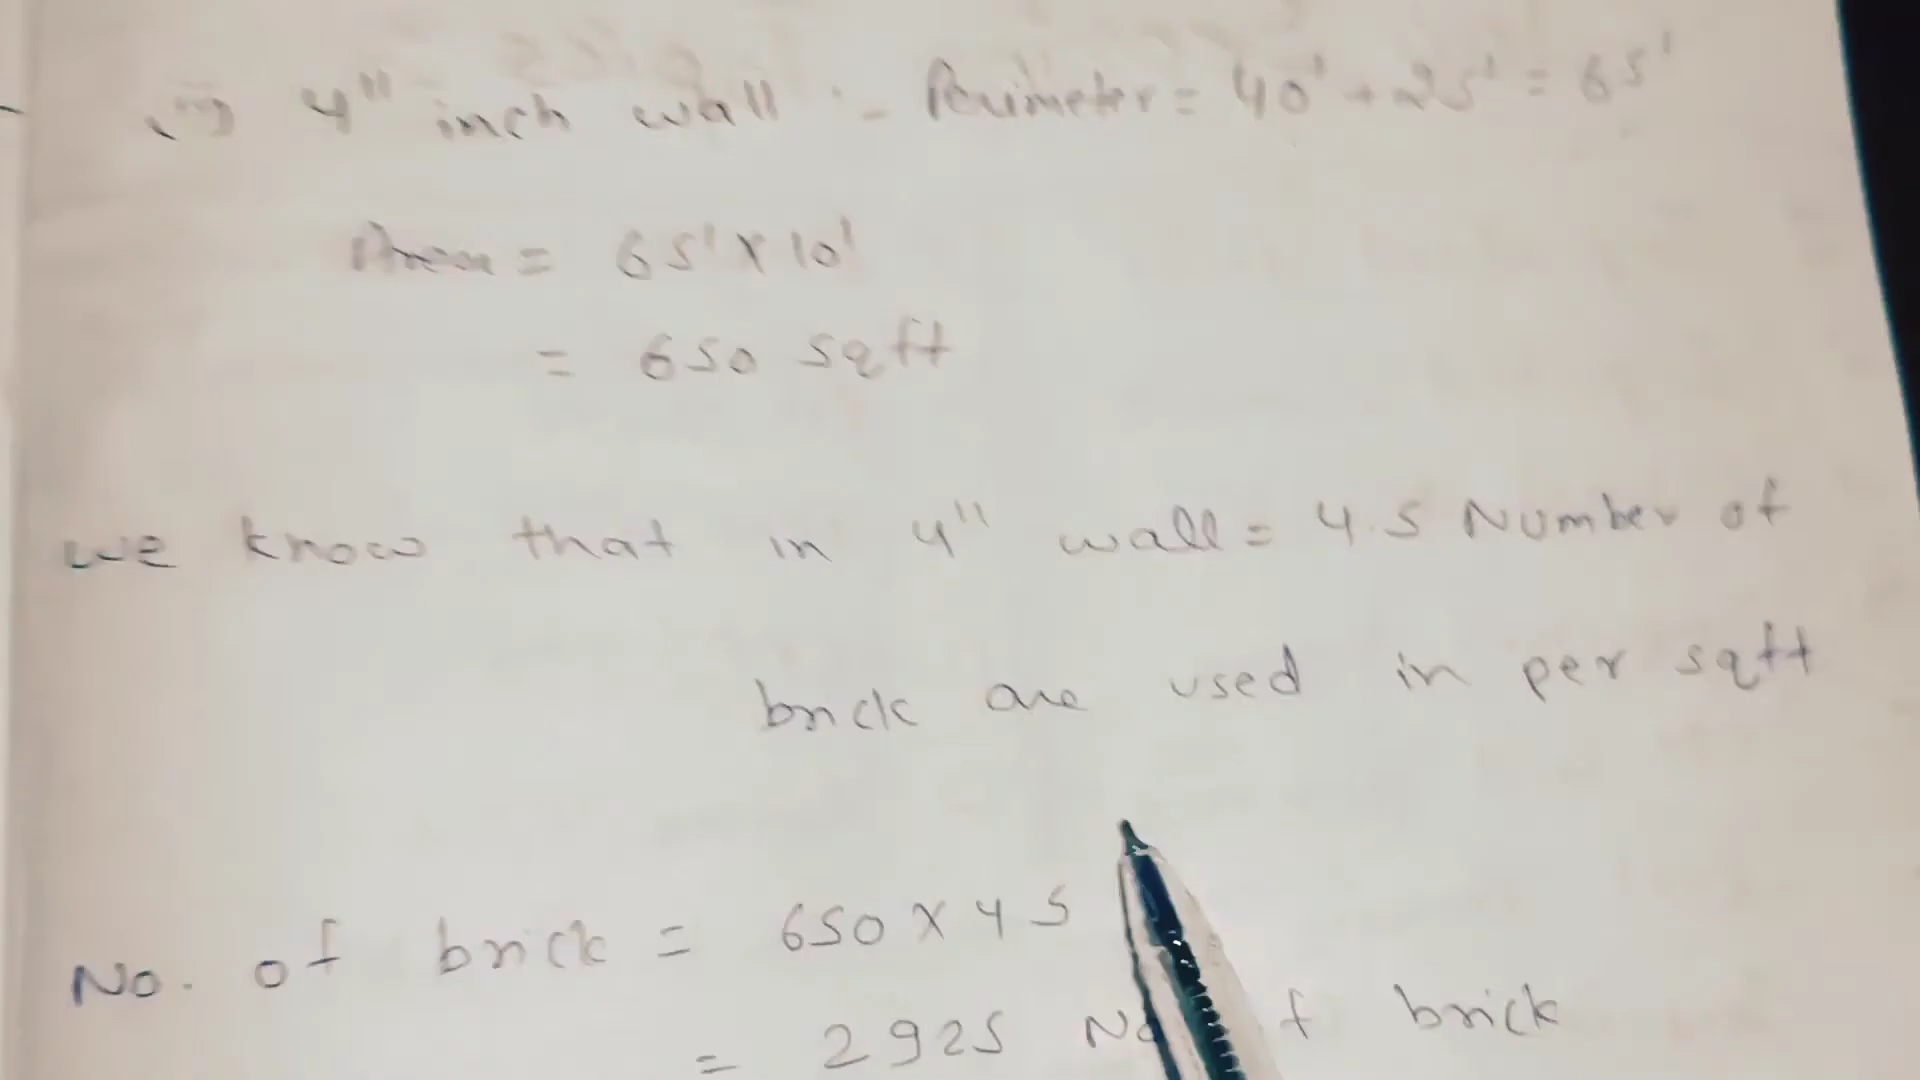 4" inch wall :- Perimeter = 40' + 25' = 65'
Area = 65' x 10'
= 650 sqft
we know that in 4" wall = 4.5 Number of
brick are used in per sqft
No. of brick = 650 x 4 5
= 2925 No f brick